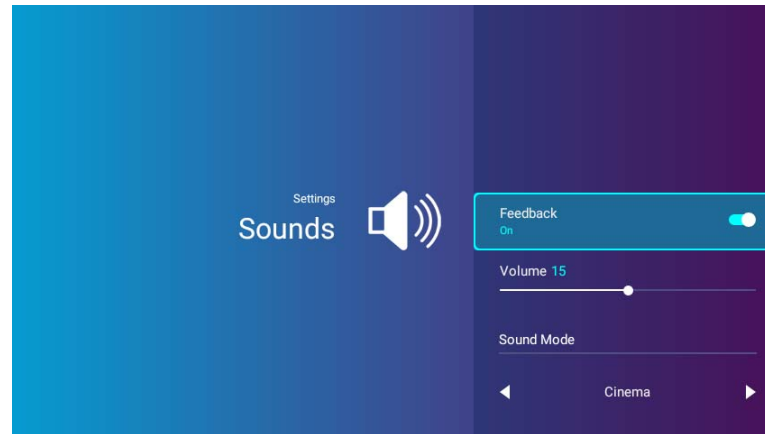 Settings
Sounds
Feedback
On
Volume 15
Sound Mode
Cinema